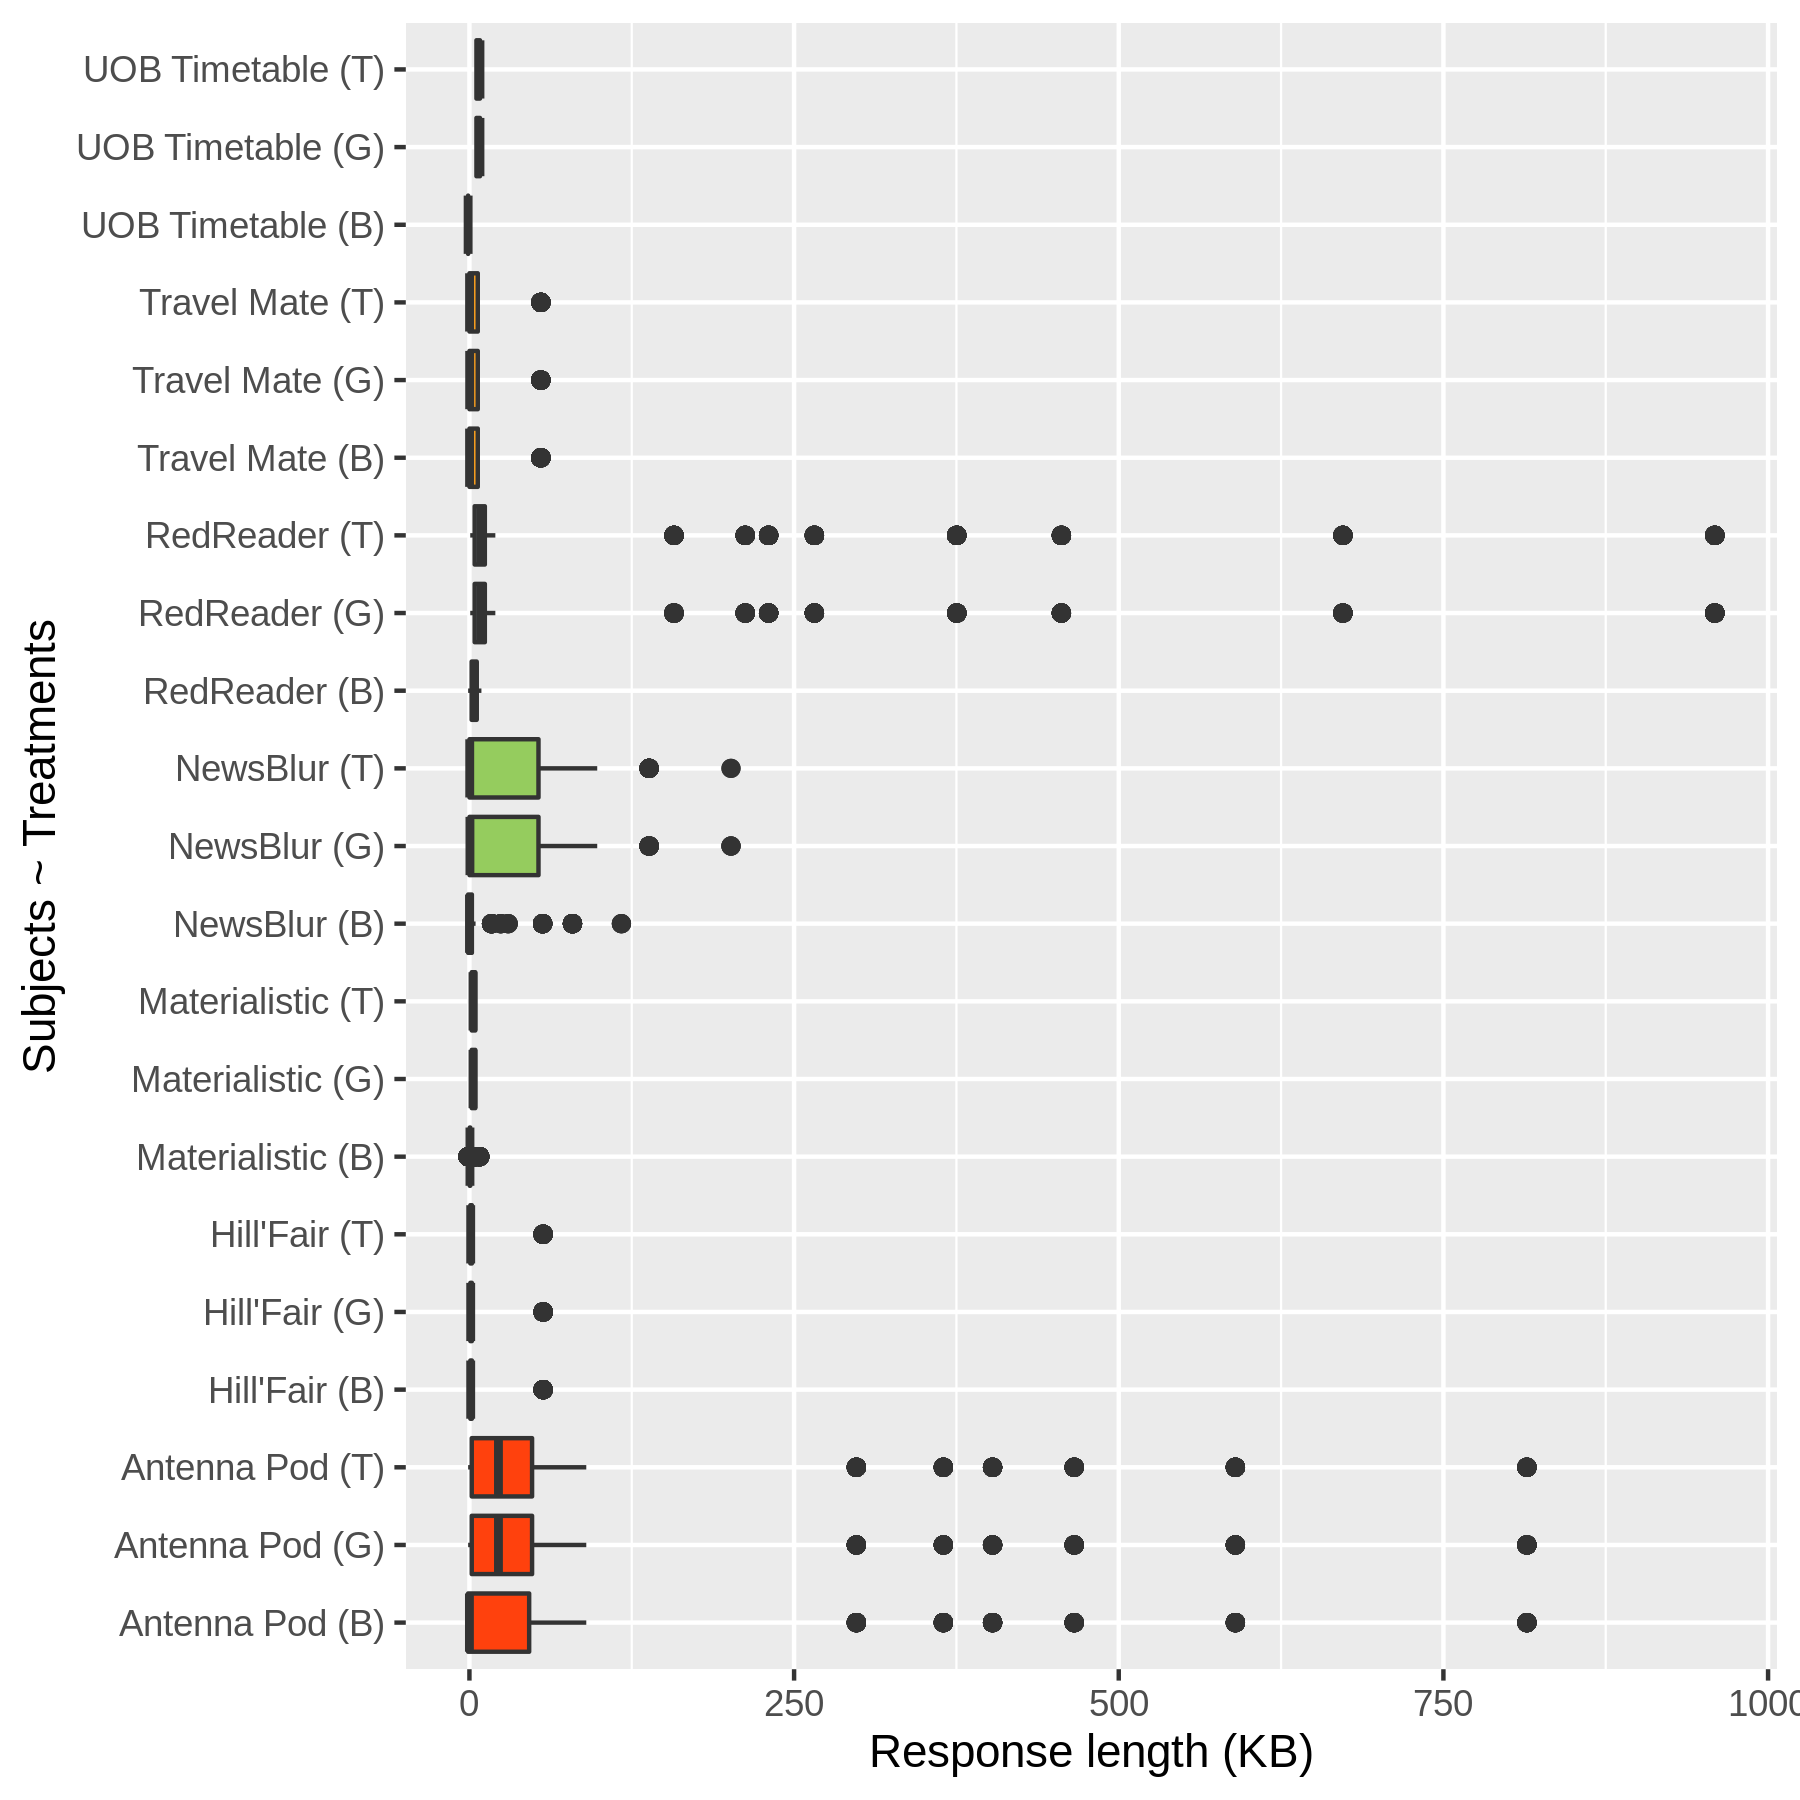 UOB Timetable (T)
UOB Timetable (G)
UOB Timetable (B)
Travel Mate (T)
Travel Mate (G)
Travel Mate (B)
RedReader (T)
RedReader (G)
RedReader (B)
NewsBlur (T)
NewsBlur (G)
NewsBlur (B)
Materialistic (T)
Materialistic (G)
Materialistic (B)
Hill'Fair (T)
Hill'Fair (G)
Hill'Fair (B)
Antenna Pod (T)
Antenna Pod (G)
Antenna Pod (B)
Subjects ~ Treatments
0 250 500 750 1000
Response length (KB)